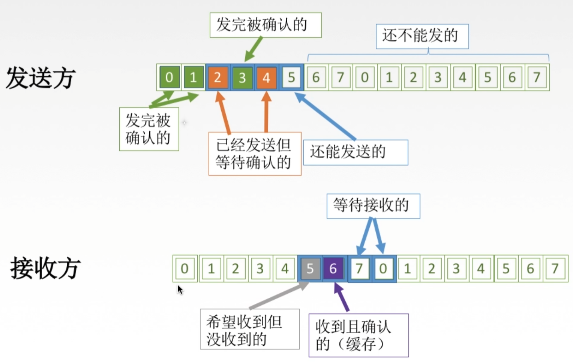 发完被确认的
还不能发的
发送方
0 1 2 3 4 5 6 7 0 1 2 3 4 5 6 7
发完被
确认的
已经发送但
等待确认的
还能发送的
等待接收的
接收方
0 1 2 3 4 5 6 7 0 1 2 3 4 5 6 7
希望收到但
没收到的
收到且确认
的（缓存）